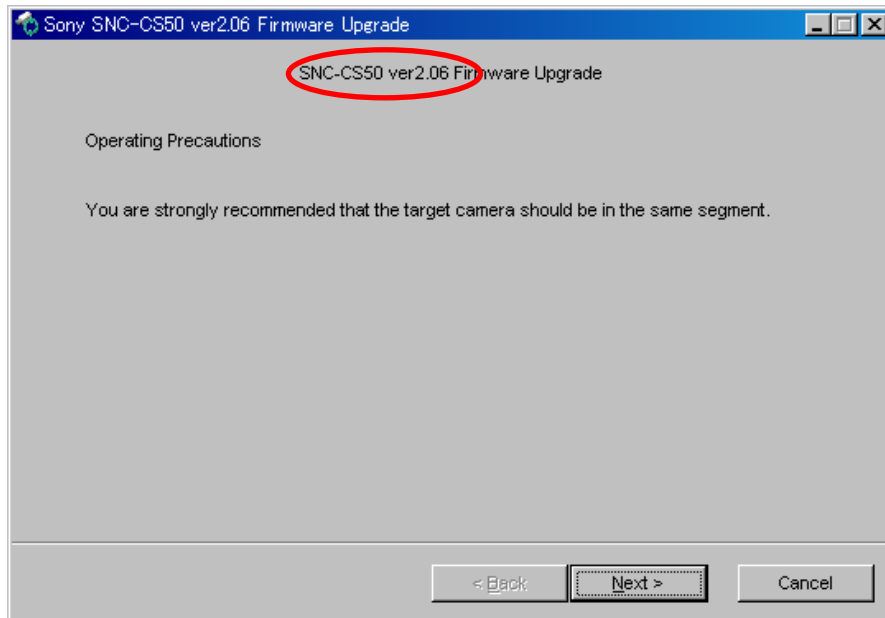 Sony SNC-CS50 ver2.06 Firmware Upgrade
SNC-CS50 ver2.06 Firmware Upgrade
Operating Precautions
You are strongly recommended that the target camera should be in the same segment.
< Back Next > Cancel